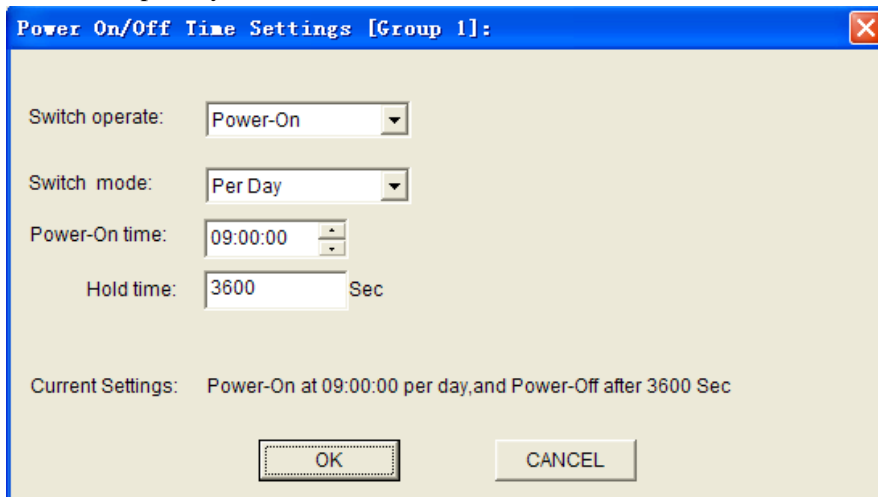 Power On/Off Time Settings [Group 1]:
Switch operate: Power-On
Switch mode: Per Day
Power-On time: 09:00:00
Hold time: 3600 Sec
Current Settings: Power-On at 09:00:00 per day,and Power-Off after 3600 Sec
OK CANCEL